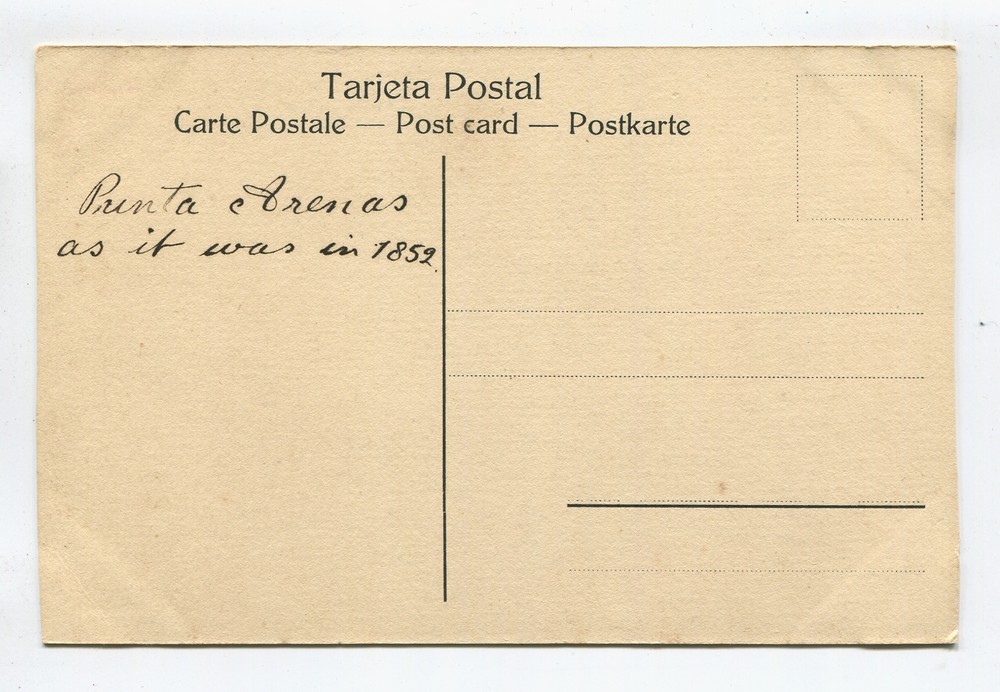 Tarjeta Postal
Carte Postale — Post card — Postkarte
Punta Arenas
as it was in 1852.